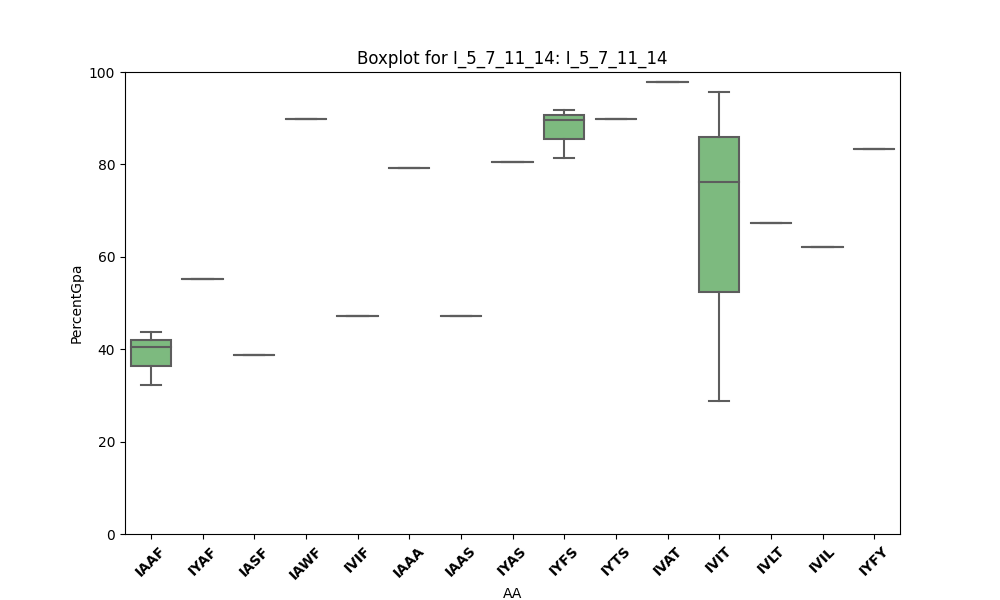 Boxplot for I_5_7_11_14: I_5_7_11_14
100
80
60
40
20
0
PercentGpa
IAAF IYAF IASF IAWF IVIF IAAA IAAS IYAS IYFS IYTS IVAT IVIT IVLT IVIL IYFY
AA